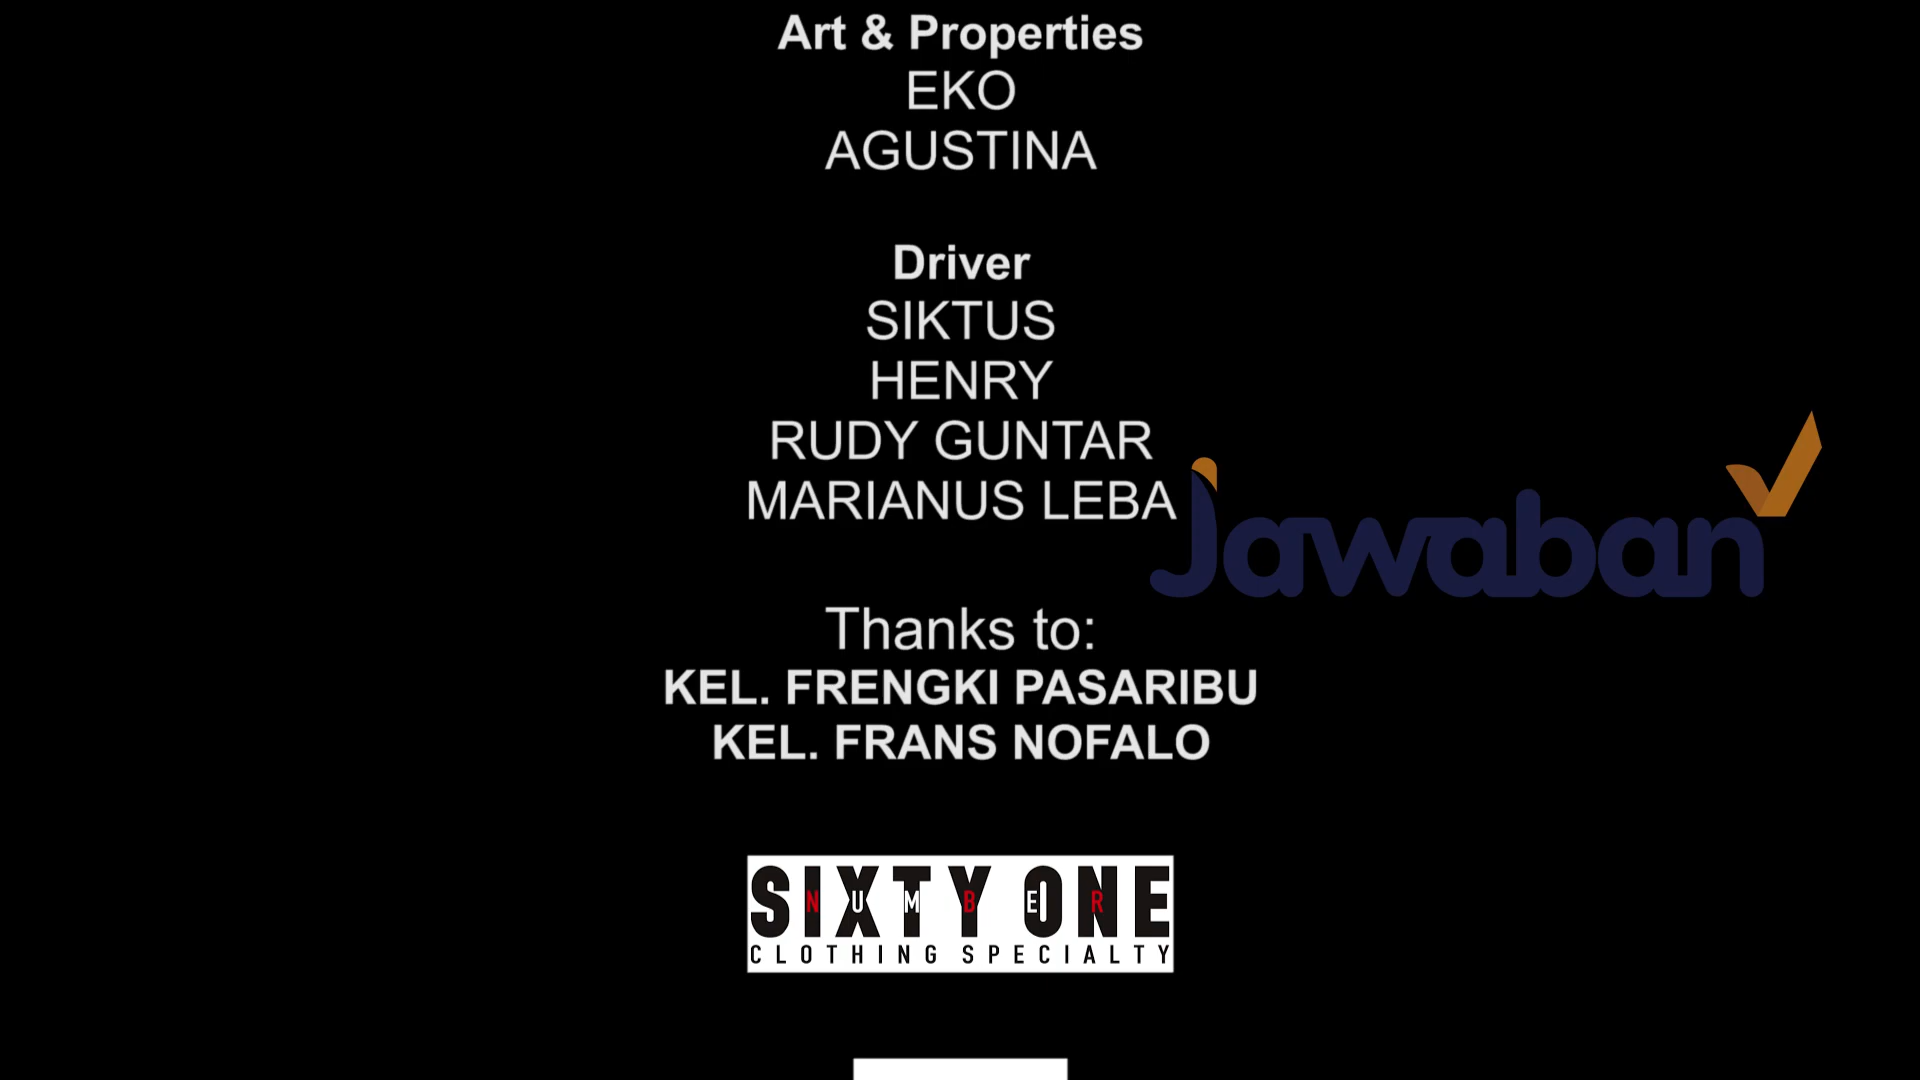 Art & Properties
EKO
AGUSTINA
Driver
SIKTUS
HENRY
RUDY GUNTAR
MARIANUS LEBA
Jawaban
Thanks to:
KEL. FRENGKI PASARIBU
KEL. FRANS NOFALO
SIXTY ONE
NUMBER
CLOTHING SPECIALTY